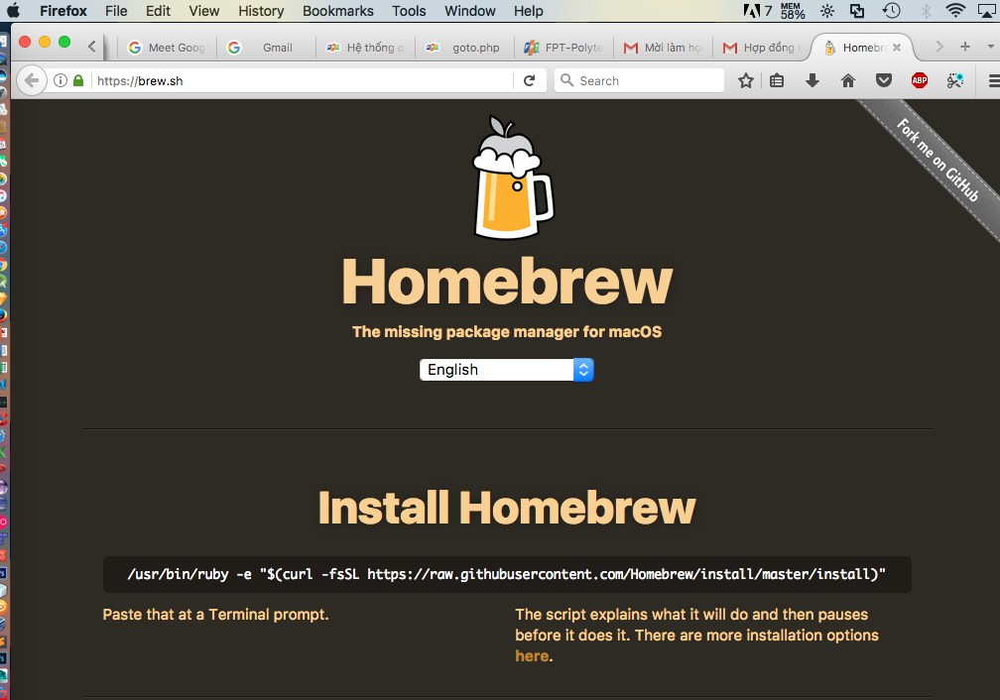 Firefox File Edit View History Bookmarks Tools Window Help 7 MEM 58%
Meet Goog Gmail Hệ thống goto.php FPT-Polyte Mời làm họ Hợp đồng Homebr
https://brew.sh Search ABP
Fork me on GitHub
Homebrew
The missing package manager for macOS
English
Install Homebrew
/usr/bin/ruby -e "$(curl -fsSL https://raw.githubusercontent.com/Homebrew/install/master/install)"
Paste that at a Terminal prompt.
The script explains what it will do and then pauses
before it does it. There are more installation options
here.